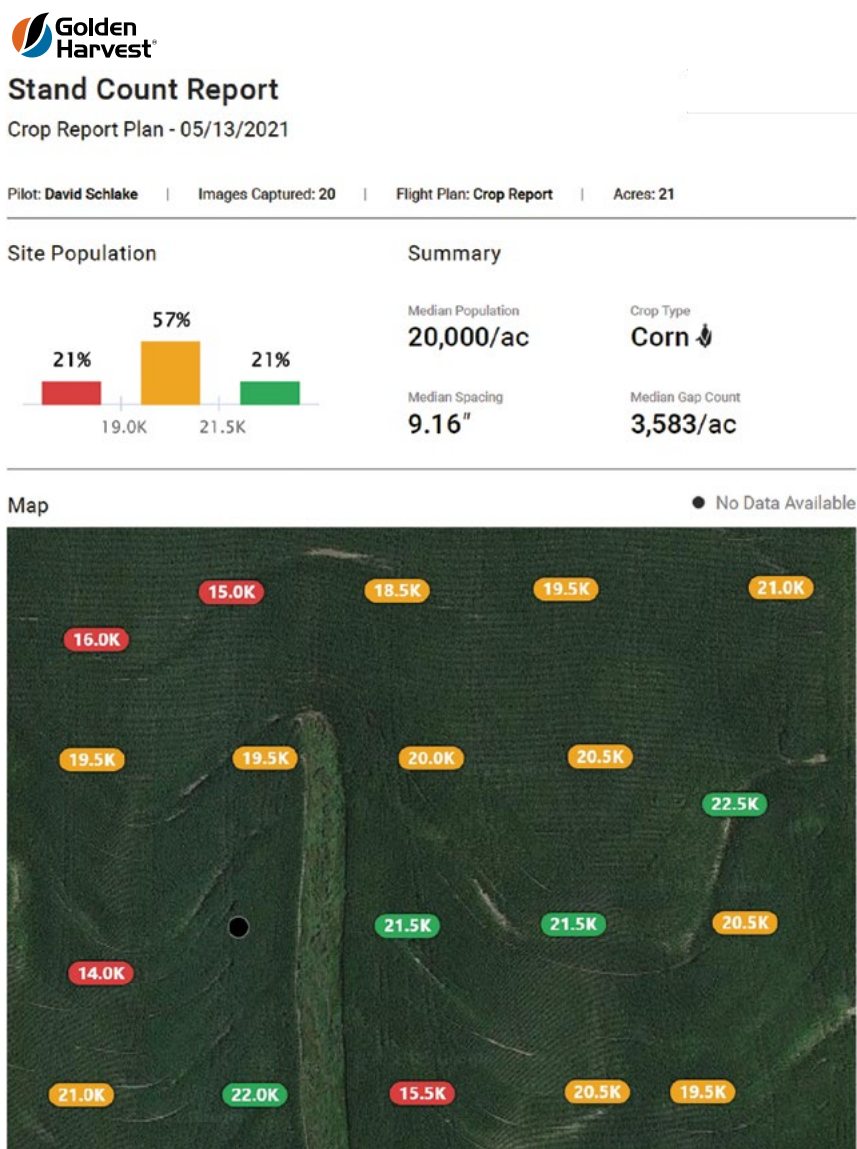 Golden
Harvest®
Stand Count Report
Crop Report Plan - 05/13/2021
Pilot: David Schlake | Images Captured: 20 | Flight Plan: Crop Report | Acres: 21
Site Population
Summary
57%
21%
21%
19.0K
21.5K
Median Population
20,000/ac
Crop Type
Corn
Median Spacing
9.16″
Median Gap Count
3,583/ac
Map
No Data Available
15.0K
18.5K
19.5K
21.0K
16.0K
19.5K
19.5K
20.0K
20.5K
22.5K
21.5K
21.5K
20.5K
14.0K
21.0K
22.0K
15.5K
20.5K
19.5K